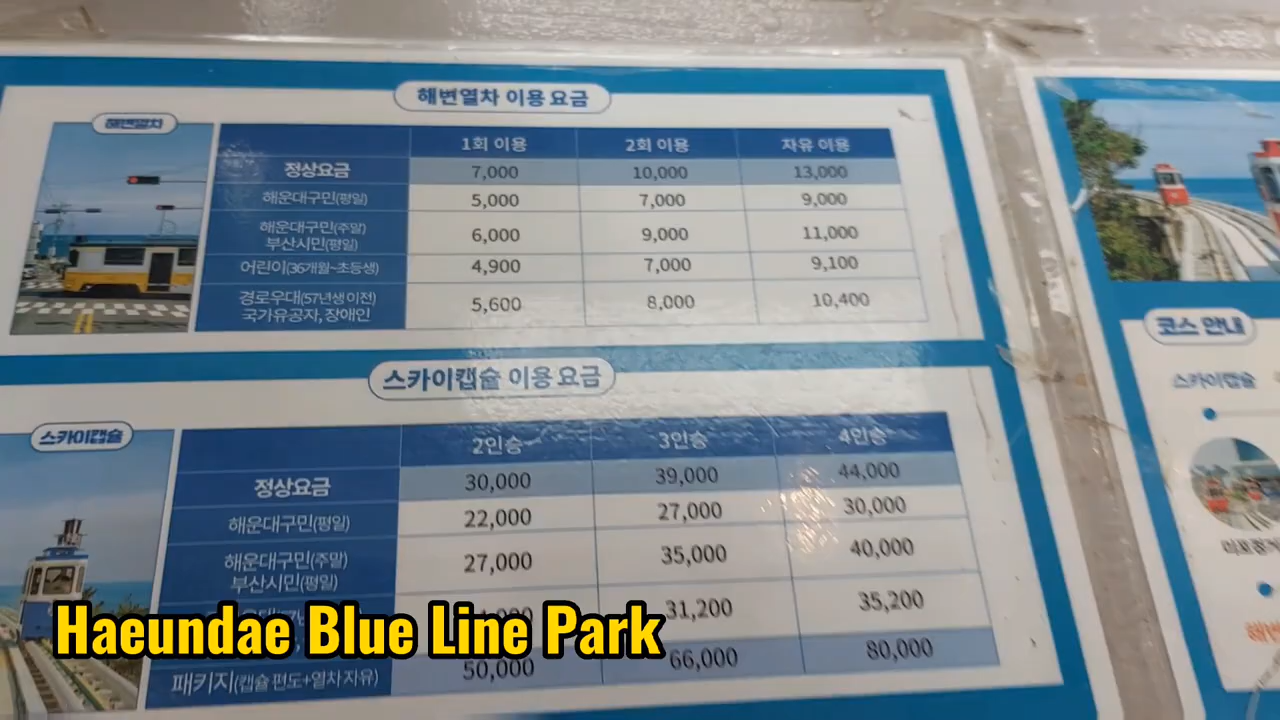 해변열차 이용 요금
해변열차
1회 이용 2회 이용 자유 이용
정상요금 7,000 10,000 13,000
해운대구민(평일) 5,000 7,000 9,000
해운대구민(주말)
부산시민(평일) 6,000 9,000 11,000
어린이(36개월~초등생) 4,900 7,000 9,100
경로우대(57년생 이전)
국가유공자, 장애인 5,600 8,000 10,400
스카이캡슐 이용 요금
스카이캡슐
2인승 3인승 4인승
정상요금 30,000 39,000 44,000
해운대구민(평일) 22,000 27,000 30,000
해운대구민(주말)
부산시민(평일) 27,000 35,000 40,000
31,200 35,200
패키지(캡슐 편도+열차 자유) 50,000 66,000 80,000
코스 안내
스카이캡슐
Haeundae Blue Line Park